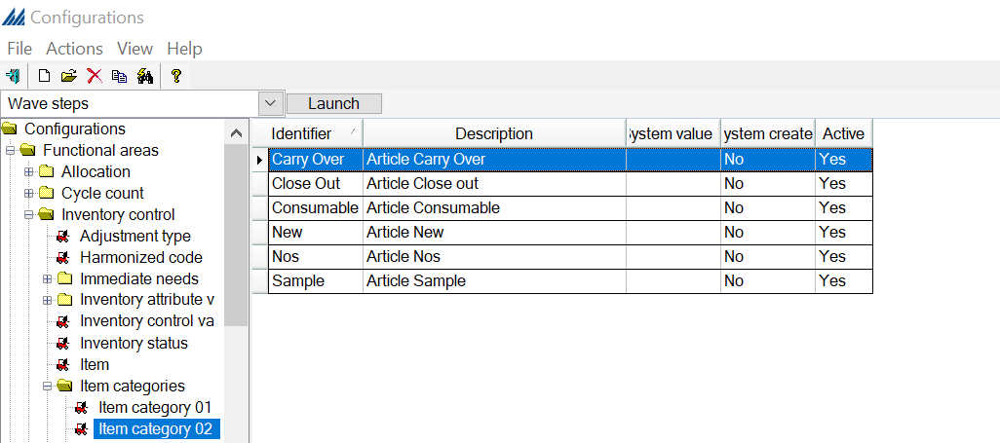 Configurations
File Actions View Help
Wave steps Launch
Configurations
Functional areas
Allocation
Cycle count
Inventory control
Adjustment type
Harmonized code
Immediate needs
Inventory attribute v
Inventory control va
Inventory status
Item
Item categories
Item category 01
Item category 02
Identifier Description System value ystem create Active
Carry Over Article Carry Over No Yes
Close Out Article Close out No Yes
Consumable Article Consumable No Yes
New Article New No Yes
Nos Article Nos No Yes
Sample Article Sample No Yes